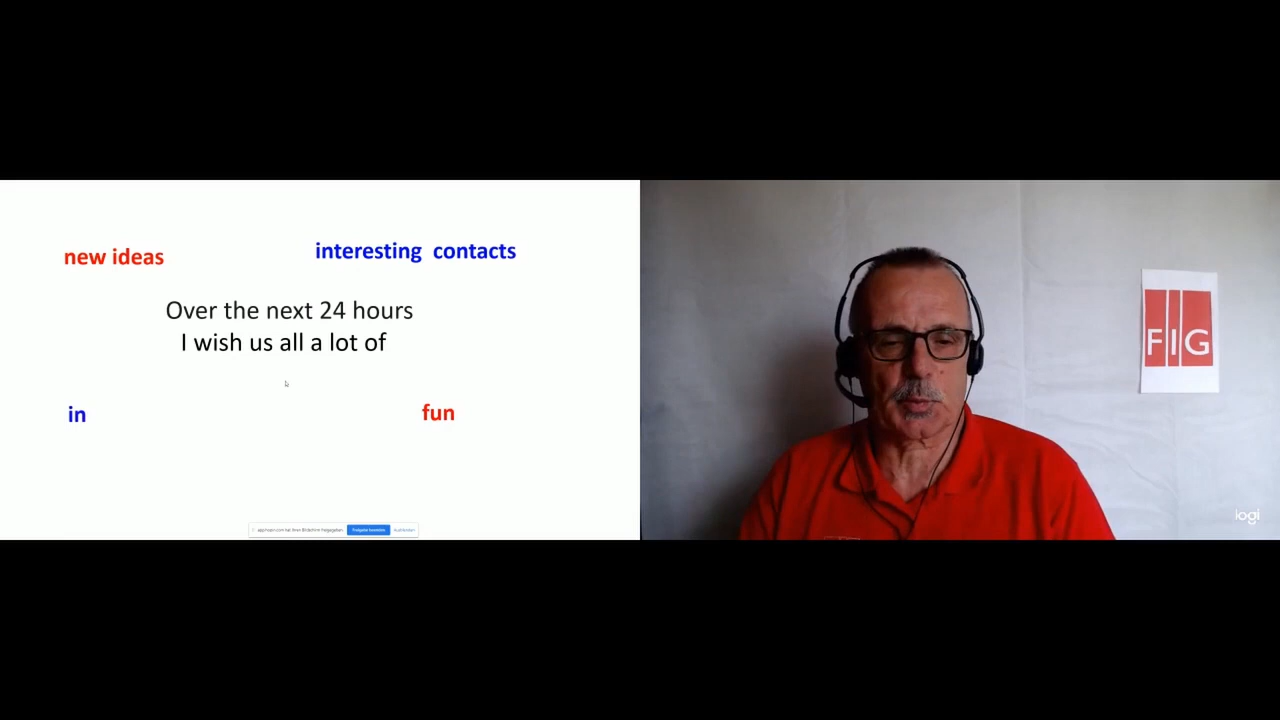 new ideas
interesting contacts
Over the next 24 hours
I wish us all a lot of
in
fun
FIG
logi